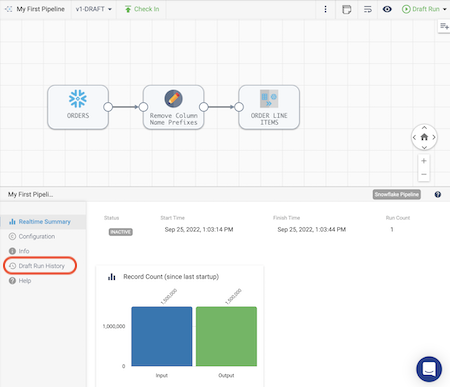 My First Pipeline
v1-DRAFT
Check In
Draft Run
ORDERS
Remove Column
Name Prefixes
ORDER LINE
ITEMS
My First Pipeli...
Snowflake Pipeline
Realtime Summary
Configuration
Info
Draft Run History
Help
Status
Start Time
Finish Time
Run Count
INACTIVE
Sep 25, 2022, 1:03:14 PM
Sep 25, 2022, 1:03:44 PM
1
Record Count (since last startup)
1,500,000
1,500,000
1,000,000
0
Input
Output